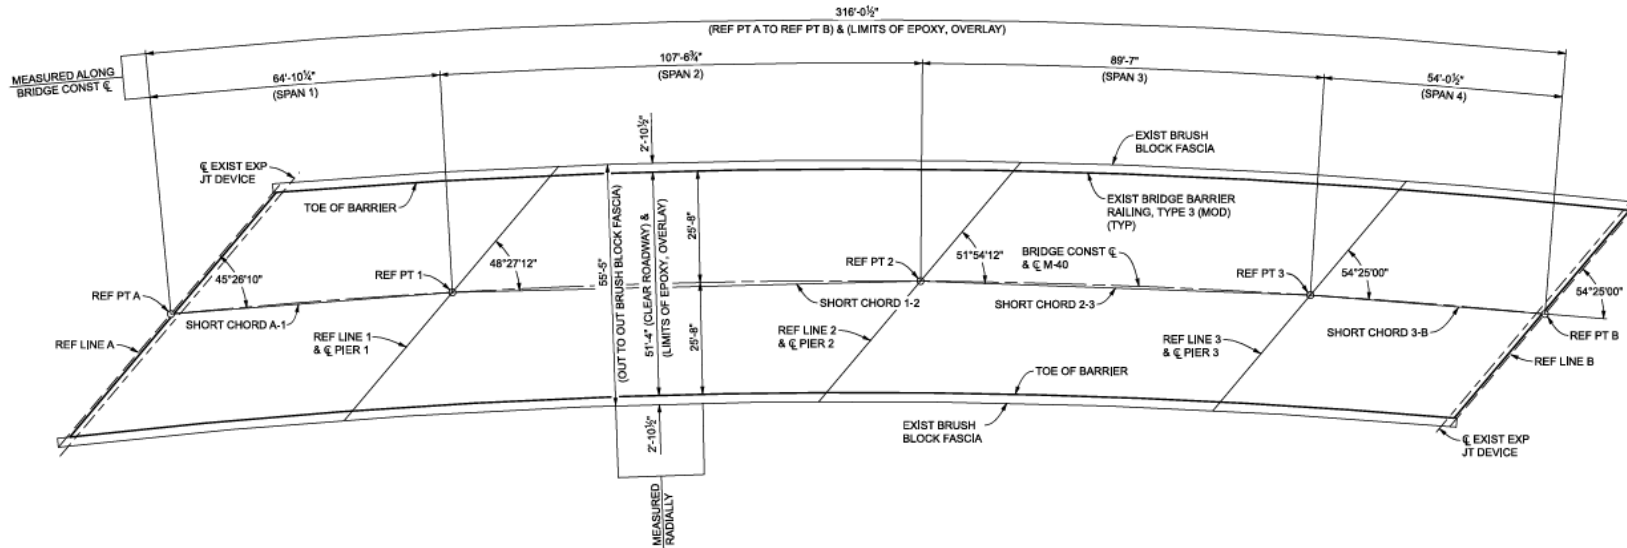 316'-0½"
(REF PT A TO REF PT B) & (LIMITS OF EPOXY, OVERLAY)
MEASURED ALONG
BRIDGE CONST ℄
64'-10¼"
(SPAN 1)
107'-6¾"
(SPAN 2)
89'-7"
(SPAN 3)
54'-0½"
(SPAN 4)
2'-10½"
EXIST BRUSH
BLOCK FASCIA
℄ EXIST EXP
JT DEVICE
TOE OF BARRIER
EXIST BRIDGE BARRIER
RAILING, TYPE 3 (MOD)
(TYP)
55'-5"
(OUT TO OUT BRUSH BLOCK FASCIA)
51'-4" (CLEAR ROADWAY) &
(LIMITS OF EPOXY, OVERLAY)
25'-8"
25'-8"
45°26'10"
48°27'12"
51°54'12"
54°25'00"
54°25'00"
BRIDGE CONST ℄
& ℄ M-40
REF PT A
REF PT 1
REF PT 2
REF PT 3
REF PT B
SHORT CHORD A-1
SHORT CHORD 1-2
SHORT CHORD 2-3
SHORT CHORD 3-B
REF LINE A
REF LINE 1
& ℄ PIER 1
REF LINE 2
& ℄ PIER 2
REF LINE 3
& ℄ PIER 3
REF LINE B
TOE OF BARRIER
2'-10½"
EXIST BRUSH
BLOCK FASCIA
℄ EXIST EXP
JT DEVICE
MEASURED
RADIALLY